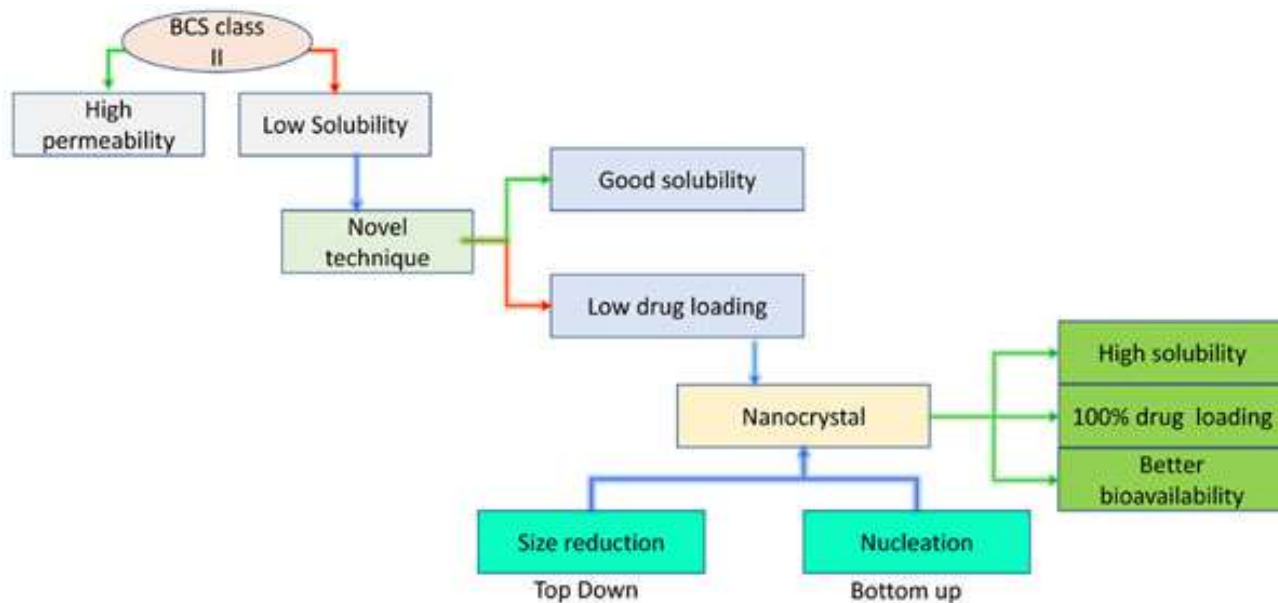 BCS class
II
High
permeability
Low Solubility
Good solubility
Novel
technique
Low drug loading
High solubility
Nanocrystal
100% drug loading
Better
bioavailability
Size reduction
Nucleation
Top Down
Bottom up